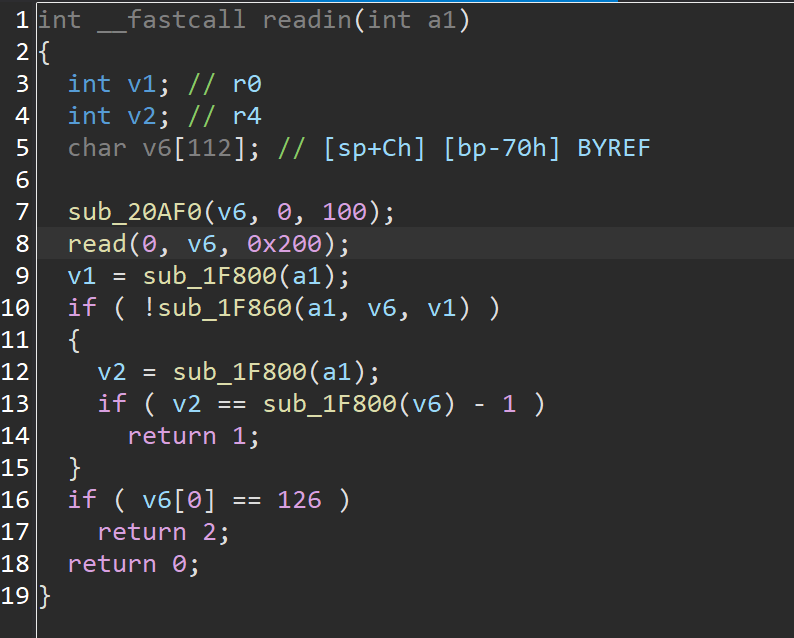 1 int __fastcall readin(int a1)
2 {
3   int v1; // r0
4   int v2; // r4
5   char v6[112]; // [sp+Ch] [bp-70h] BYREF
6
7   sub_20AF0(v6, 0, 100);
8   read(0, v6, 0x200);
9   v1 = sub_1F800(a1);
10   if ( !sub_1F860(a1, v6, v1) )
11   {
12     v2 = sub_1F800(a1);
13     if ( v2 == sub_1F800(v6) - 1 )
14       return 1;
15   }
16   if ( v6[0] == 126 )
17     return 2;
18   return 0;
19 }